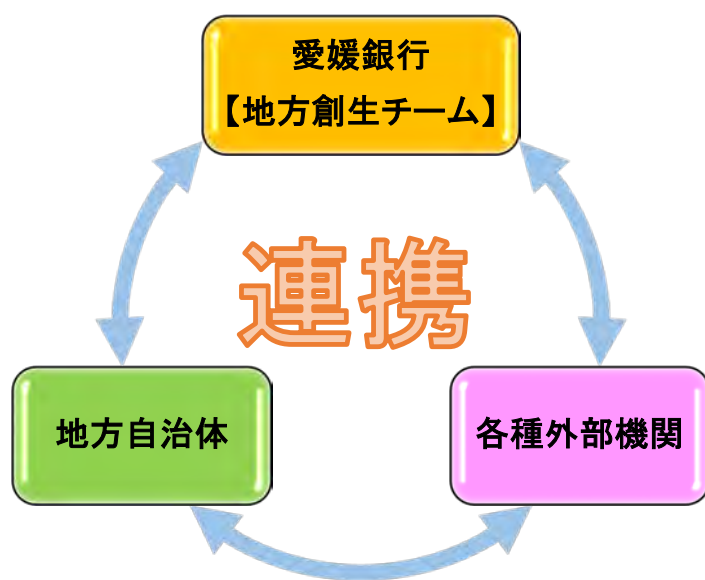 愛媛銀行
【地方創生チーム】
連携
地方自治体
各種外部機関